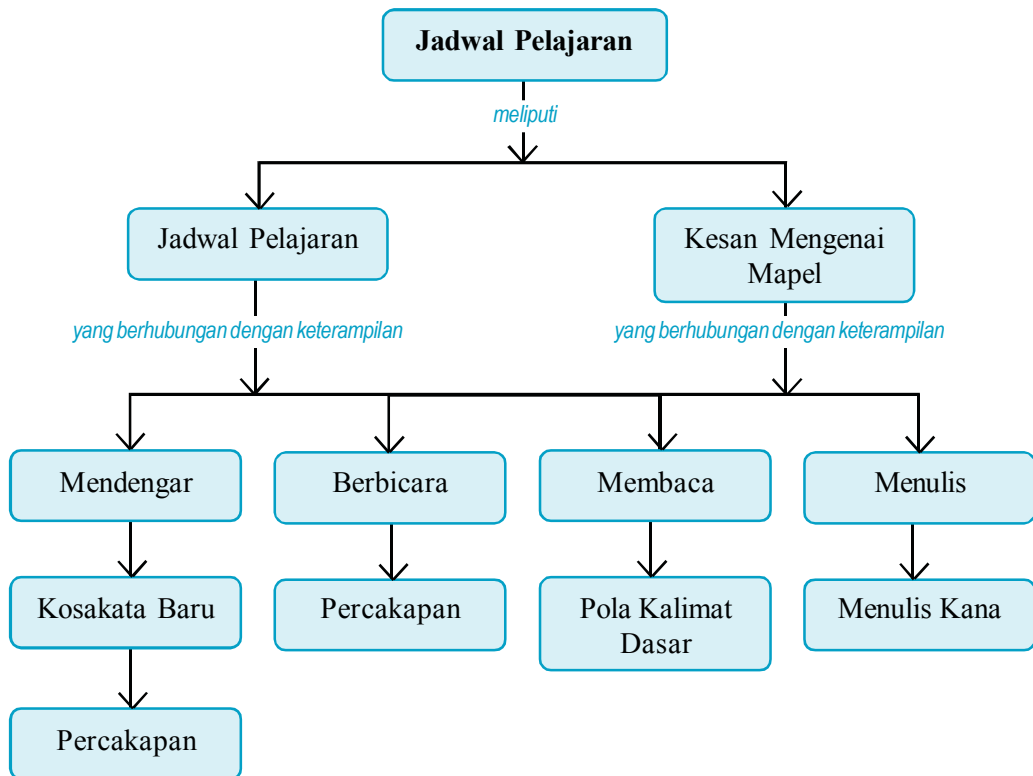 Jadwal Pelajaran
meliputi
Jadwal Pelajaran
Kesan Mengenai
Mapel
yang berhubungan dengan keterampilan
yang berhubungan dengan keterampilan
Mendengar
Berbicara
Membaca
Menulis
Kosakata Baru
Percakapan
Pola Kalimat
Dasar
Menulis Kana
Percakapan